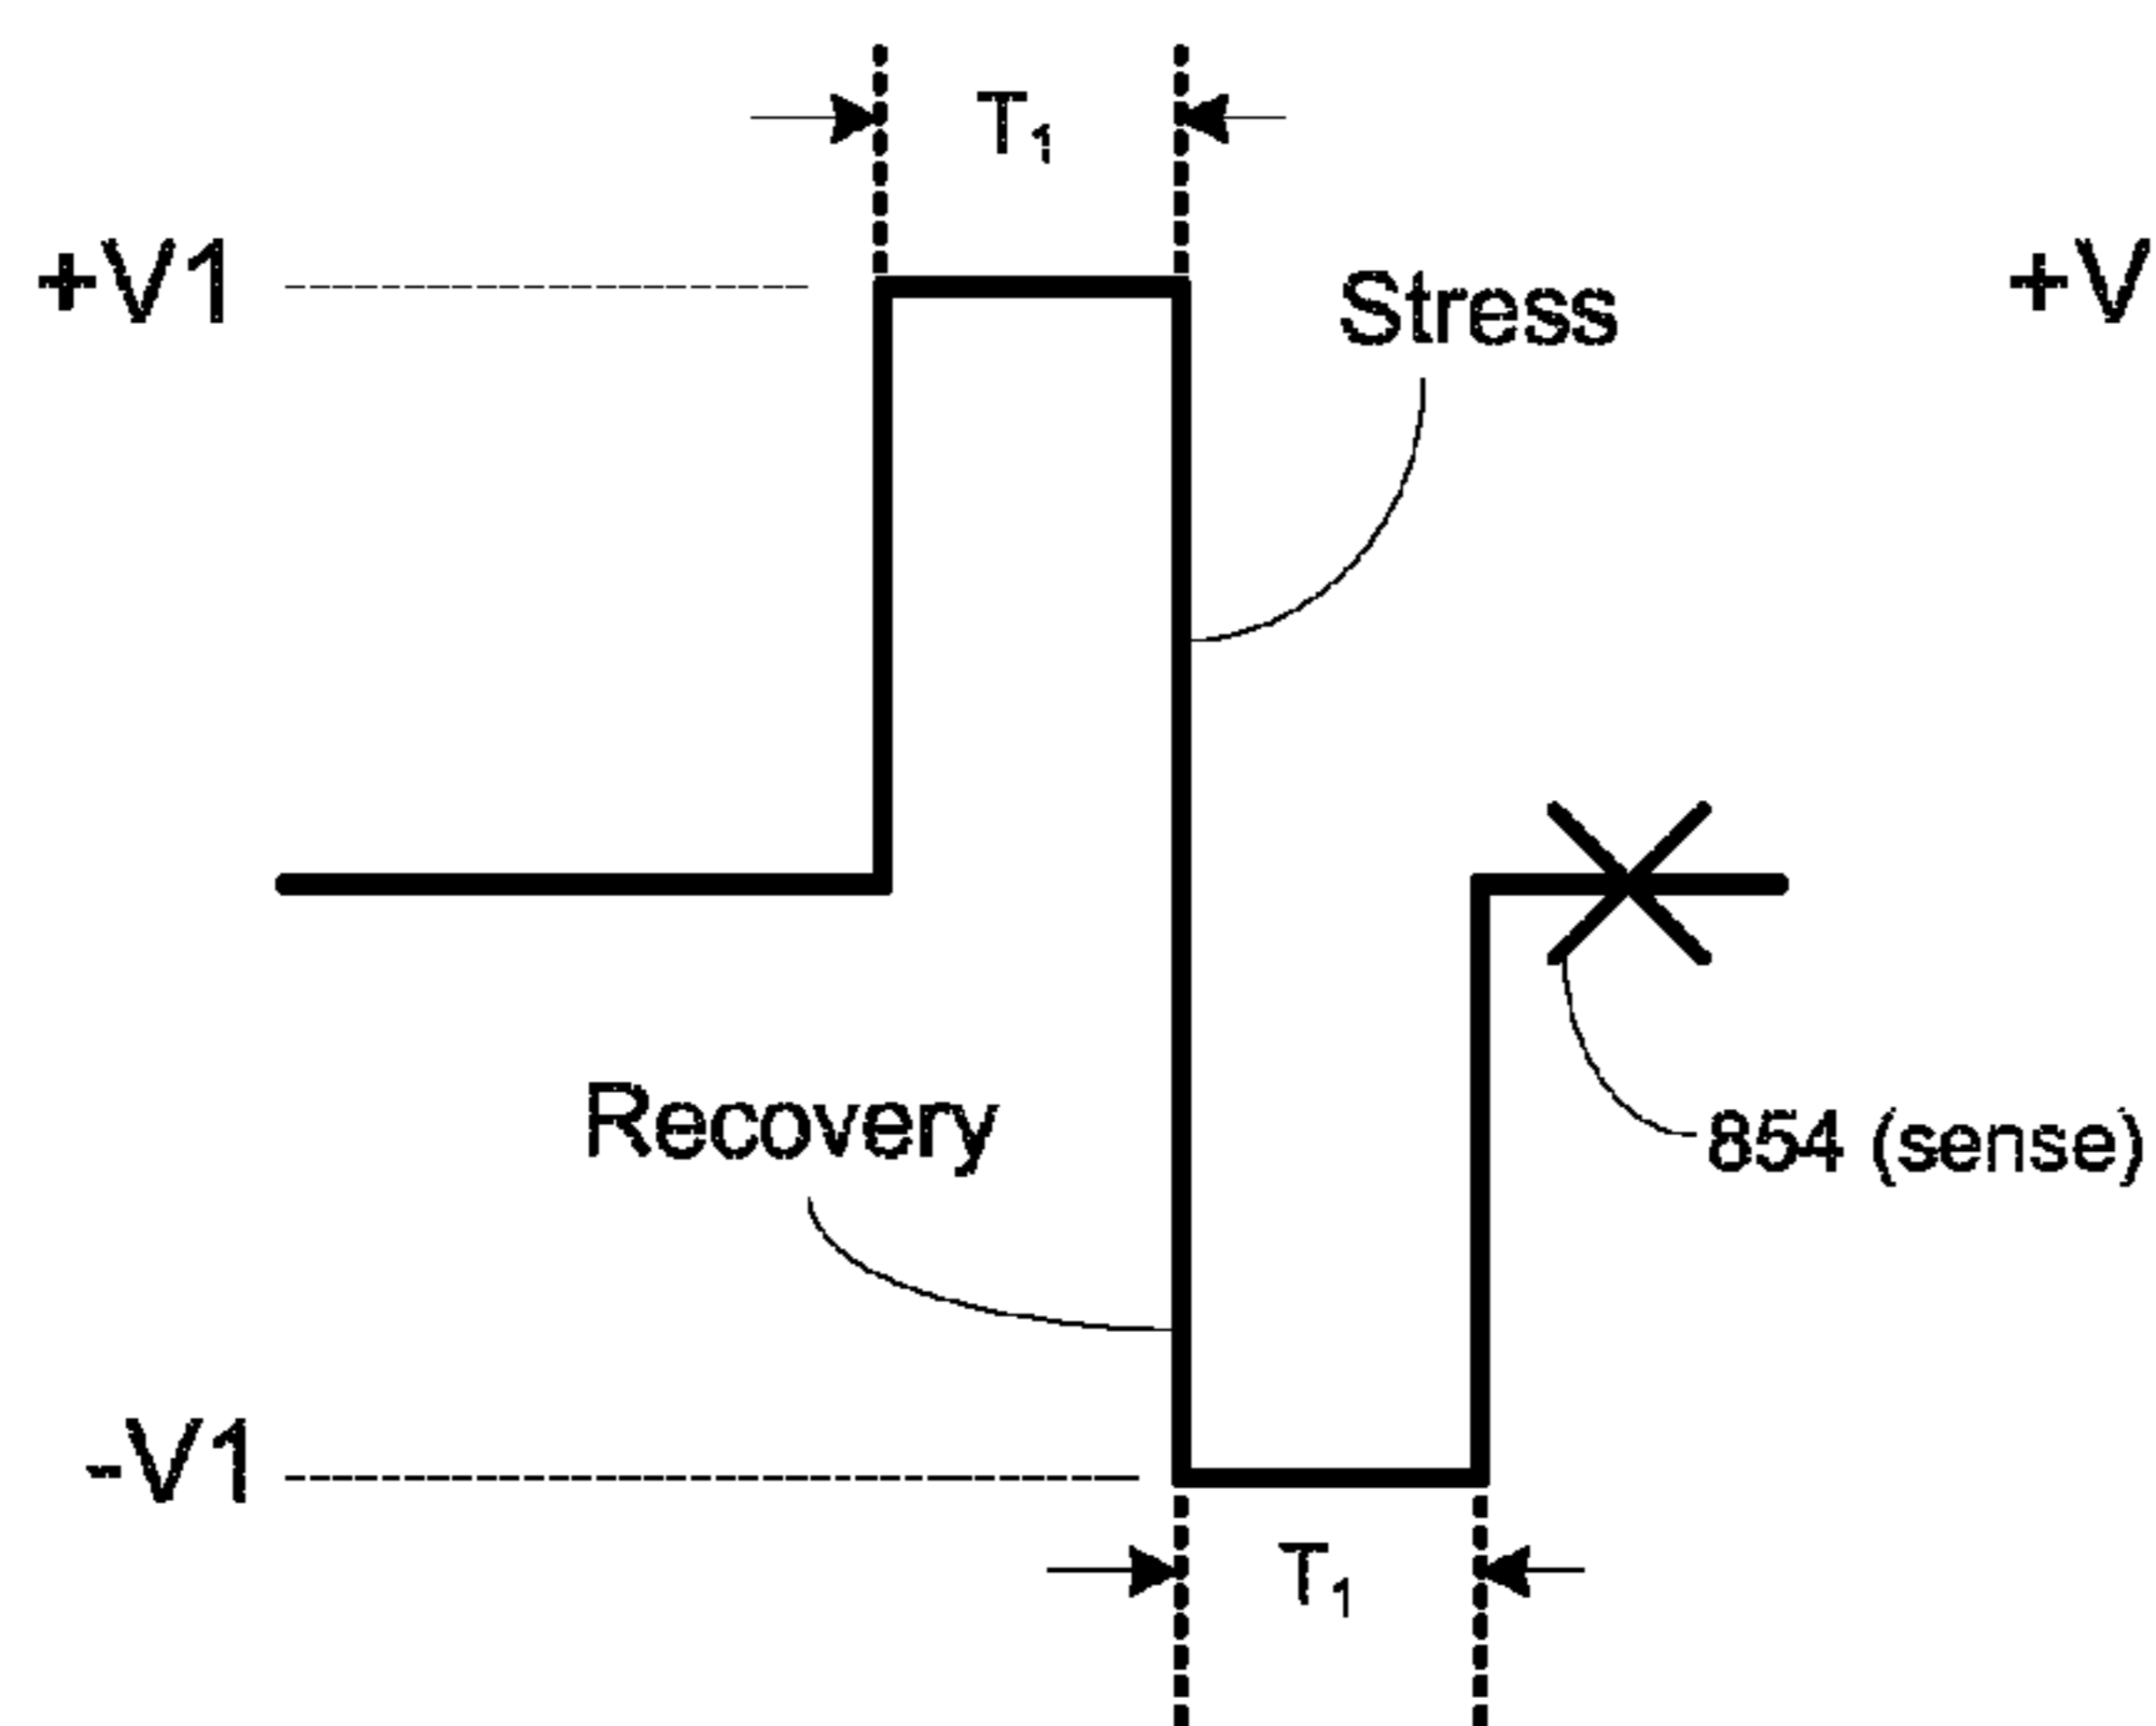 T₁
+V1
Stress
+V
Recovery
854 (sense)
-V1
T₁